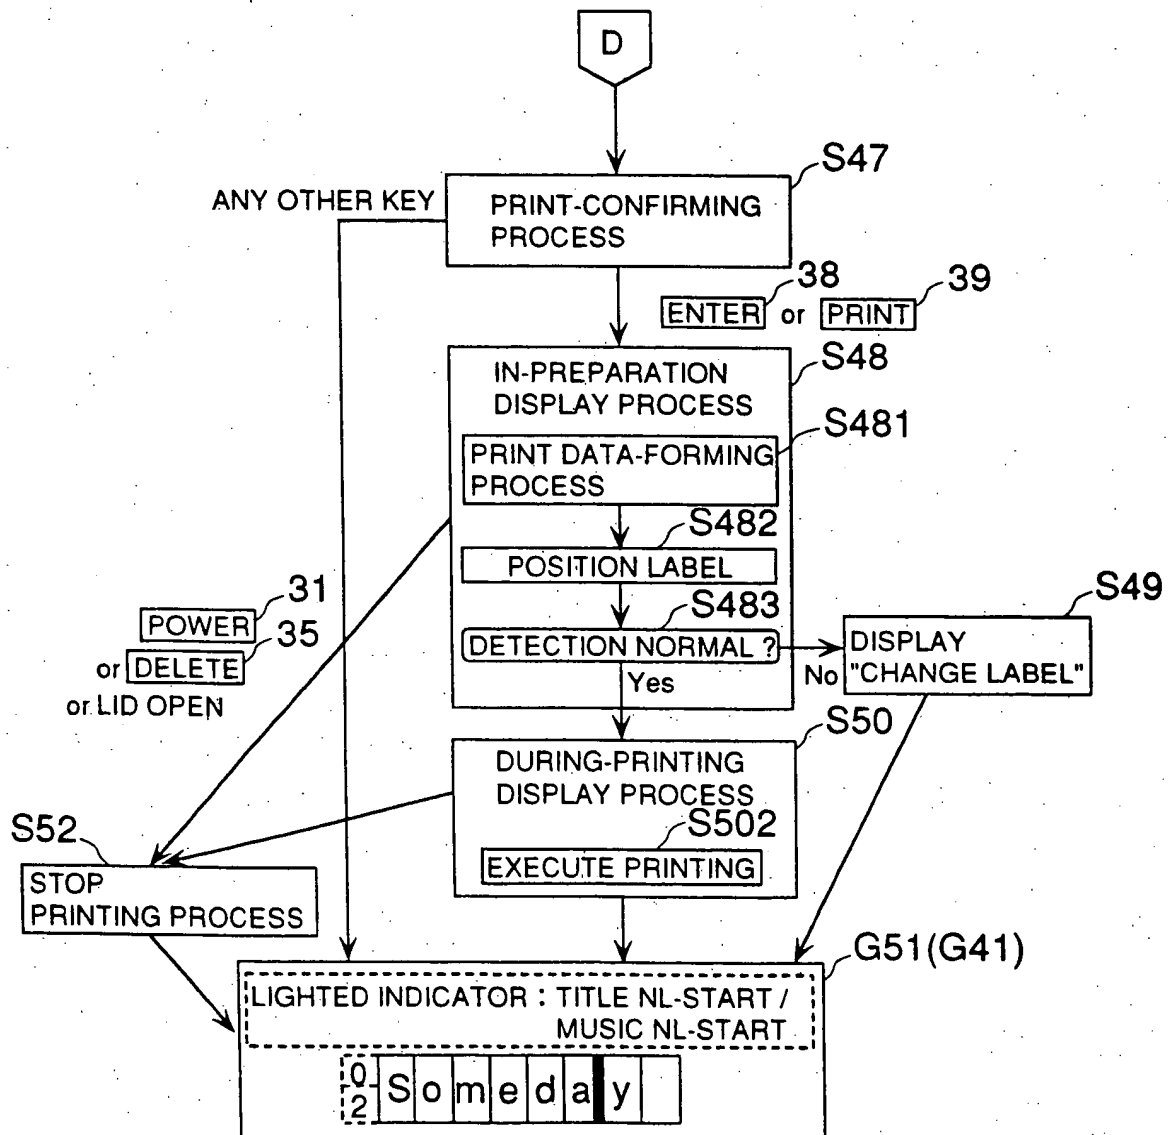 D
S47
ANY OTHER KEY
PRINT-CONFIRMING
PROCESS
38
39
ENTER or PRINT
S48
IN-PREPARATION
DISPLAY PROCESS
S481
PRINT DATA-FORMING
PROCESS
S482
POSITION LABEL
S483
DETECTION NORMAL ?
Yes
No
S49
DISPLAY
"CHANGE LABEL"
31
POWER
35
or DELETE
or LID OPEN
S50
DURING-PRINTING
DISPLAY PROCESS
S502
EXECUTE PRINTING
S52
STOP
PRINTING PROCESS
G51(G41)
LIGHTED INDICATOR : TITLE NL-START /
MUSIC NL-START
02 Someday